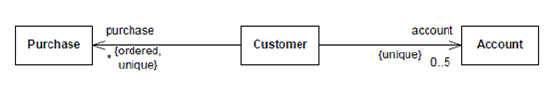 purchase
account
Purchase
Customer
Account
* {ordered,
unique}
{unique}
0..5